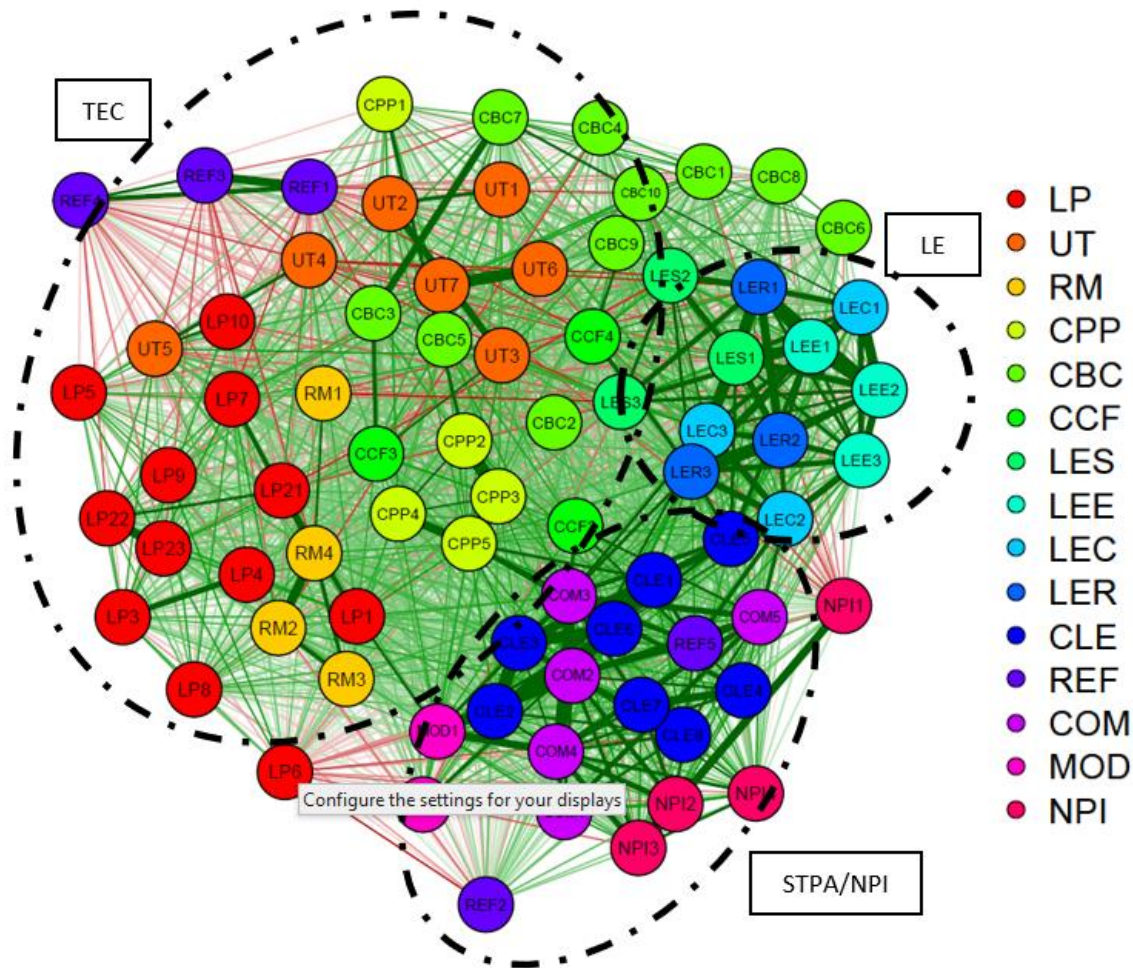 TEC
CPP1
CBC7
CBC4
CBC10
CBC1
CBC8
CBC6
LE
REF3
REF1
UT2
UT1
CBC9
LES2
LER1
LEC1
UT4
UT7
UT6
CBC3
CBC5
UT3
CCF4
LES1
LEE1
LEE2
LP10
UT5
LP5
LP7
RM1
CBC2
LES3
LEC3
LER2
LEE3
LER3
CCF3
CPP2
CPP3
CPP4
CPP5
LEC2
LP9
LP21
LP22
LP23
LP4
RM4
LP3
LP1
RM2
RM3
LP8
LP6
COM3
CLE1
CLE6
CLE3
COM2
REF5
COM5
NPI1
CLE2
CLE7
CLE4
MOD1
COM4
NPI2
NPI3
REF2
Configure the settings for your displays
STPA/NPI
LP
UT
RM
CPP
CBC
CCF
LES
LEE
LEC
LER
CLE
REF
COM
MOD
NPI